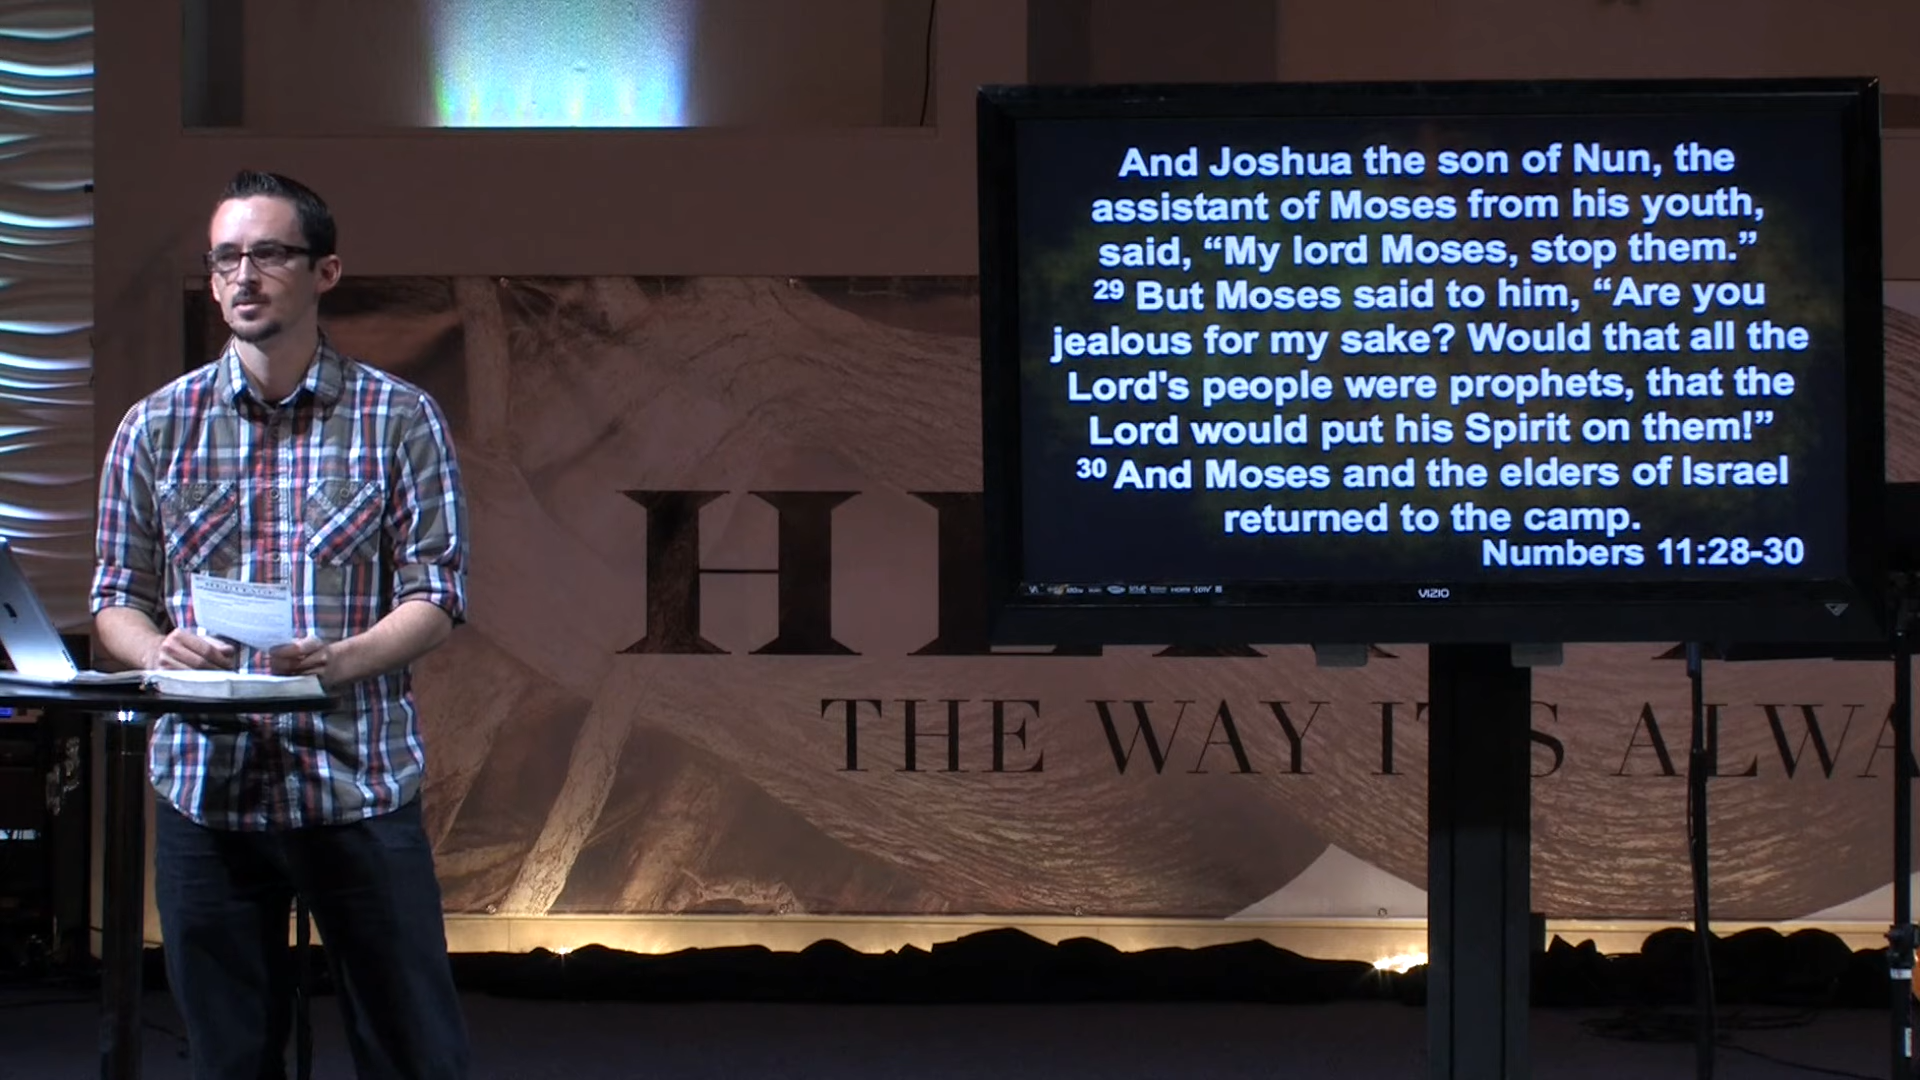 And Joshua the son of Nun, the
assistant of Moses from his youth,
said, “My lord Moses, stop them.”
29 But Moses said to him, “Are you
jealous for my sake? Would that all the
Lord's people were prophets, that the
Lord would put his Spirit on them!”
30 And Moses and the elders of Israel
returned to the camp.
Numbers 11:28-30
VIZIO
THE WAY IT'S ALWA